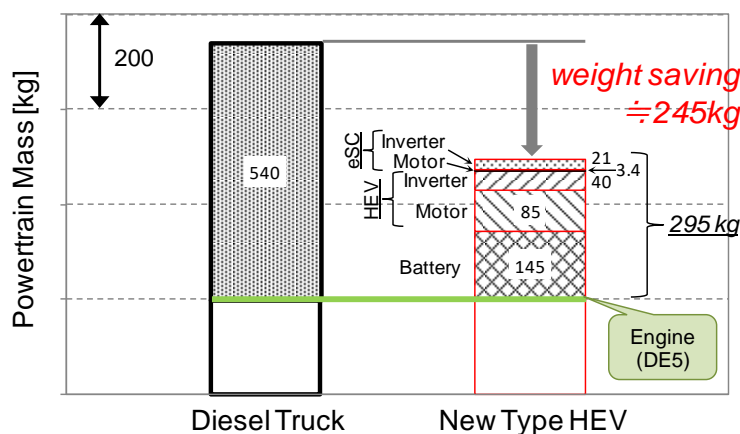 Powertrain Mass [kg]
200
540
weight saving
≒245kg
eSC
Inverter
Motor
HEV
Inverter
Motor
Battery
21
3.4
40
85
145
295 kg
Engine
(DE5)
Diesel Truck
New Type HEV